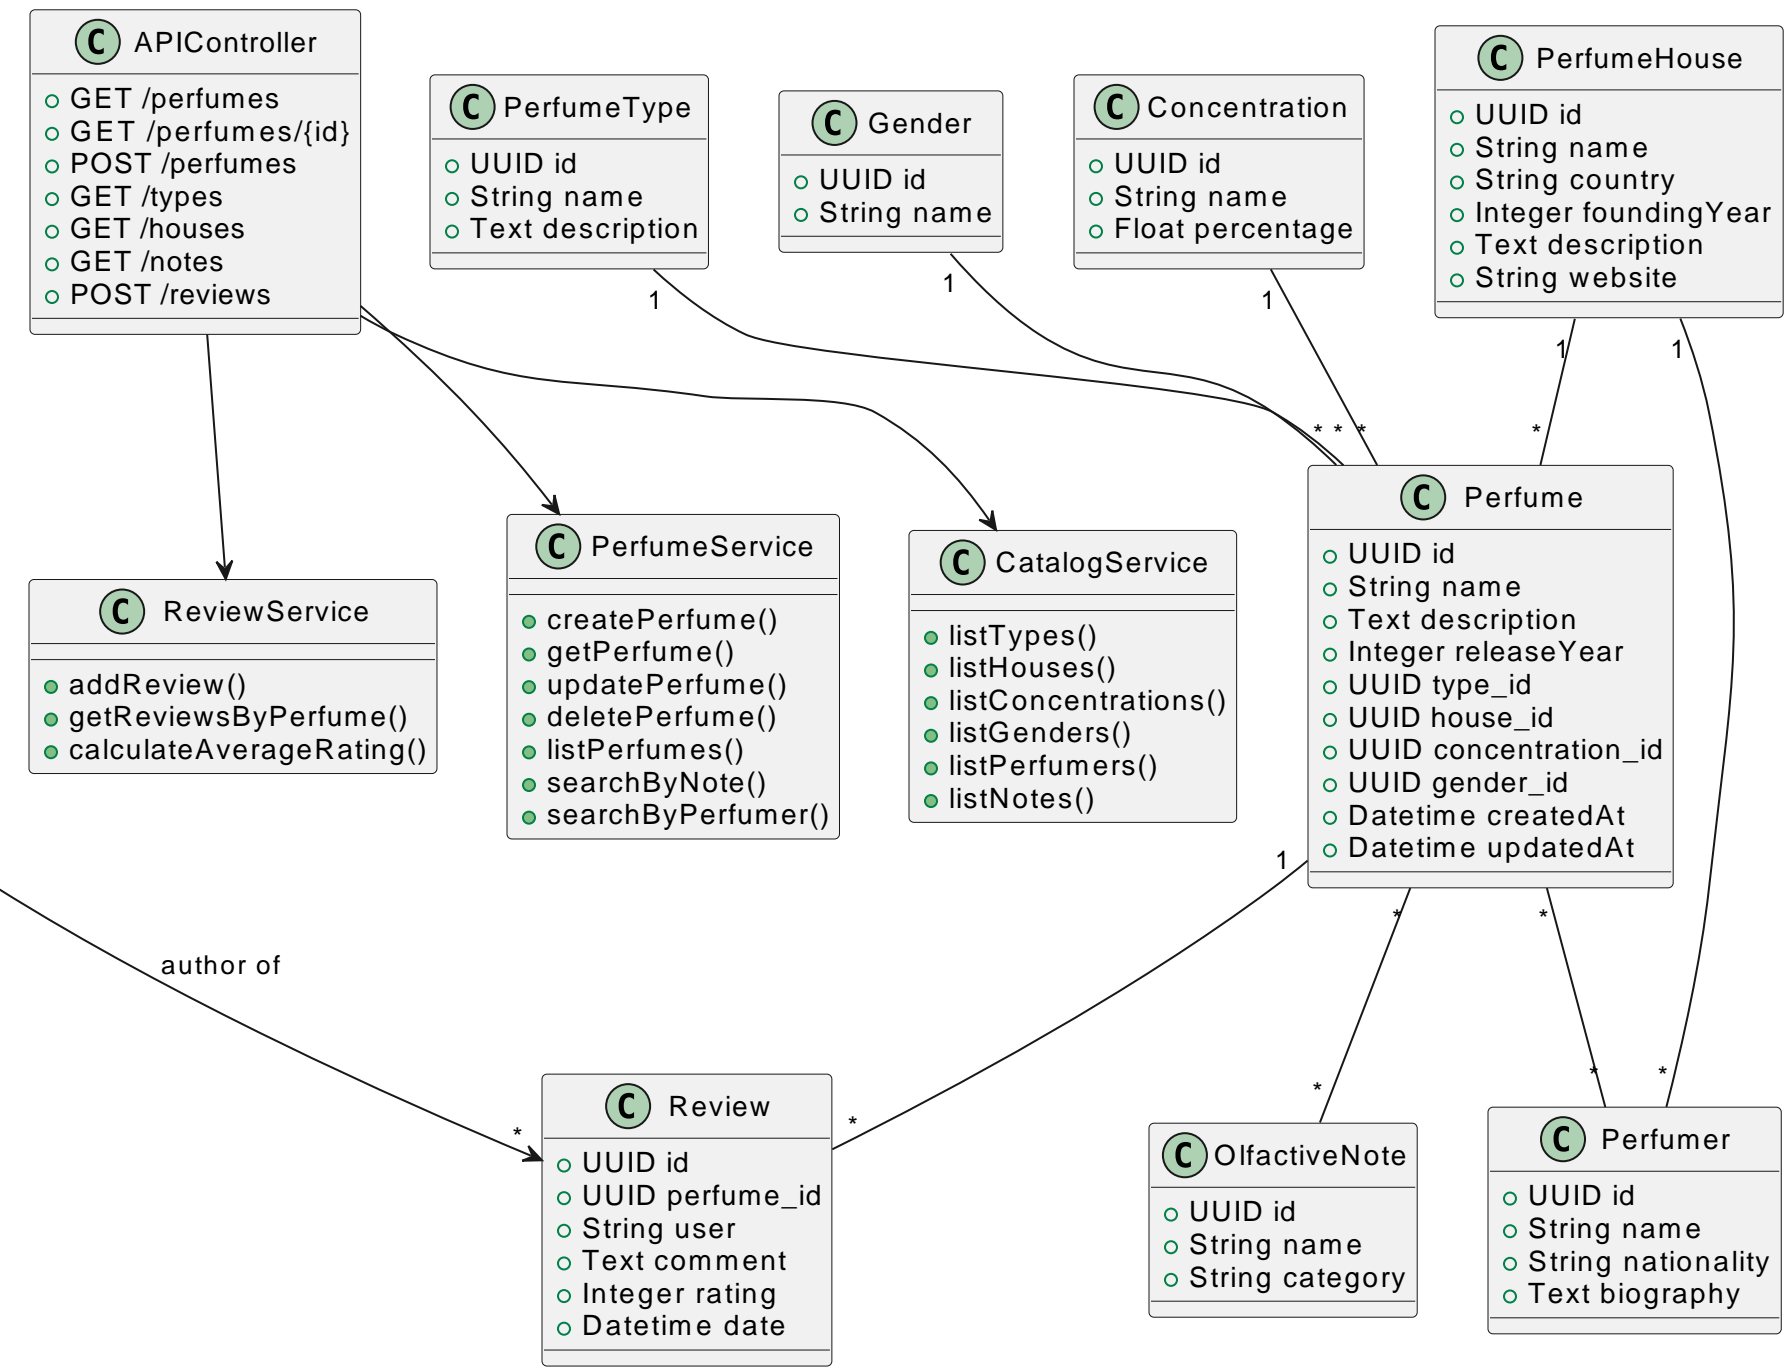 C APIController
GET /perfumes
GET /perfumes/{id}
POST /perfumes
GET /types
GET /houses
GET /notes
POST /reviews
C PerfumeType
UUID id
String name
Text description
1
C Gender
UUID id
String name
1
C Concentration
UUID id
String name
Float percentage
1
C PerfumeHouse
UUID id
String name
String country
Integer foundingYear
Text description
String website
1
1
* * *
*
C ReviewService
addReview()
getReviewsByPerfume()
calculateAverageRating()
C PerfumeService
createPerfume()
getPerfume()
updatePerfume()
deletePerfume()
listPerfumes()
searchByNote()
searchByPerfumer()
C CatalogService
listTypes()
listHouses()
listConcentrations()
listGenders()
listPerfumers()
listNotes()
C Perfume
UUID id
String name
Text description
Integer releaseYear
UUID type_id
UUID house_id
UUID concentration_id
UUID gender_id
Datetime createdAt
Datetime updatedAt
1
*
*
author of
*
*
*
*
*
C Review
UUID id
UUID perfume_id
String user
Text comment
Integer rating
Datetime date
C OlfactiveNote
UUID id
String name
String category
C Perfumer
UUID id
String name
String nationality
Text biography